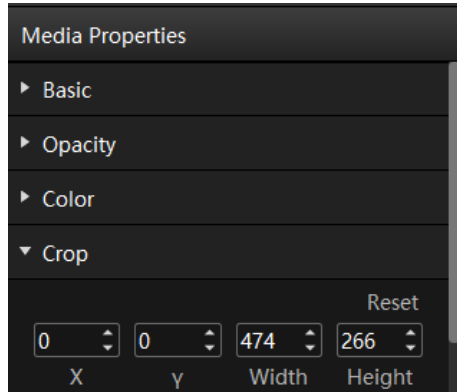 Media Properties
Basic
Opacity
Color
Crop
Reset
0 0 474 266
X Y Width Height